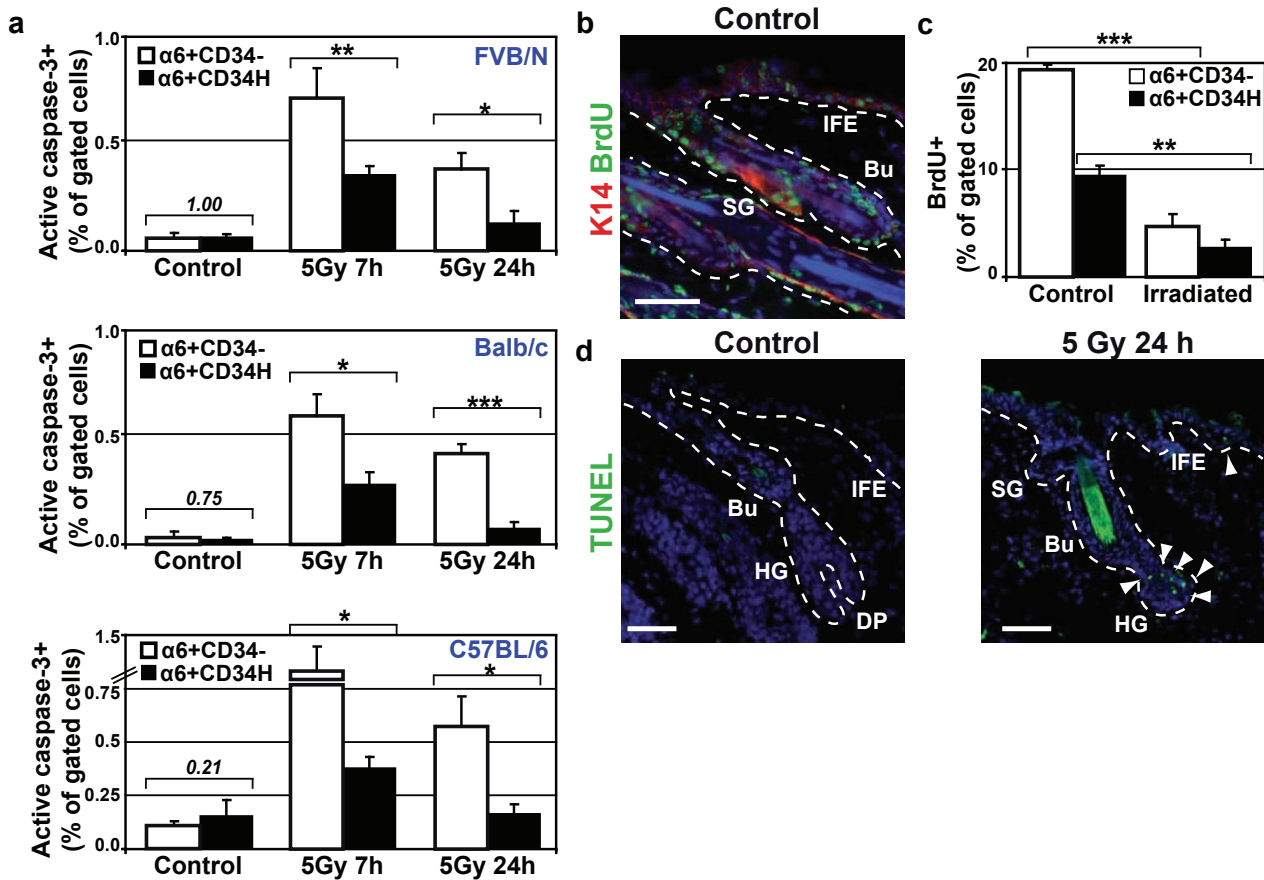 a
Active caspase-3+
(% of gated cells)
1.0
0.5
0.0
α6+CD34-
α6+CD34H
FVB/N
1.00
**
*
Control
5Gy 7h
5Gy 24h
Active caspase-3+
(% of gated cells)
1.0
0.5
0.0
α6+CD34-
α6+CD34H
Balb/c
0.75
*
***
Control
5Gy 7h
5Gy 24h
Active caspase-3+
(% of gated cells)
1.5
0.75
0.5
0.25
0.0
α6+CD34-
α6+CD34H
C57BL/6
0.21
*
*
Control
5Gy 7h
5Gy 24h
b
Control
K14 BrdU
IFE
Bu
SG
c
BrdU+
(% of gated cells)
20
10
0
***
α6+CD34-
α6+CD34H
**
Control
Irradiated
d
Control
TUNEL
Bu
IFE
HG
DP
5 Gy 24 h
SG
IFE
Bu
HG